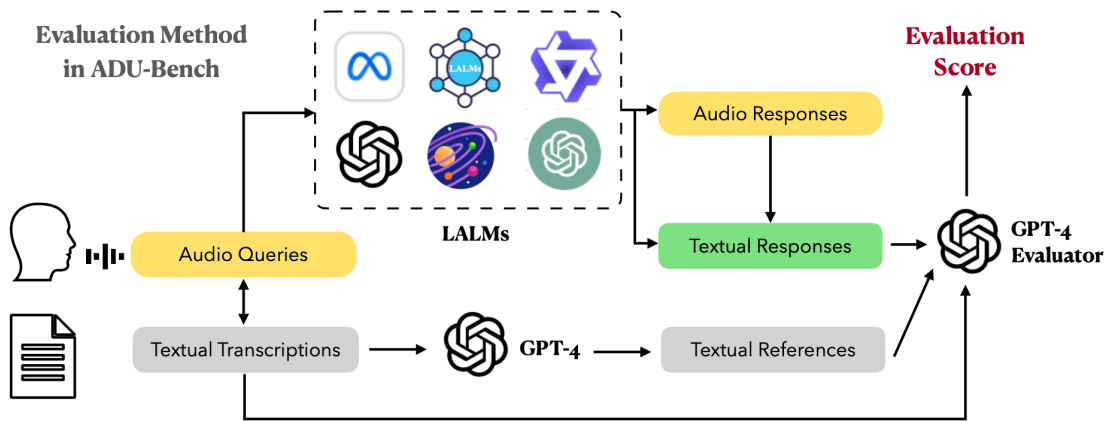 Evaluation Method
in ADU-Bench
LALMs
Evaluation
Score
Audio Responses
LALMs
Audio Queries
Textual Responses
GPT-4
Evaluator
Textual Transcriptions
GPT-4
Textual References